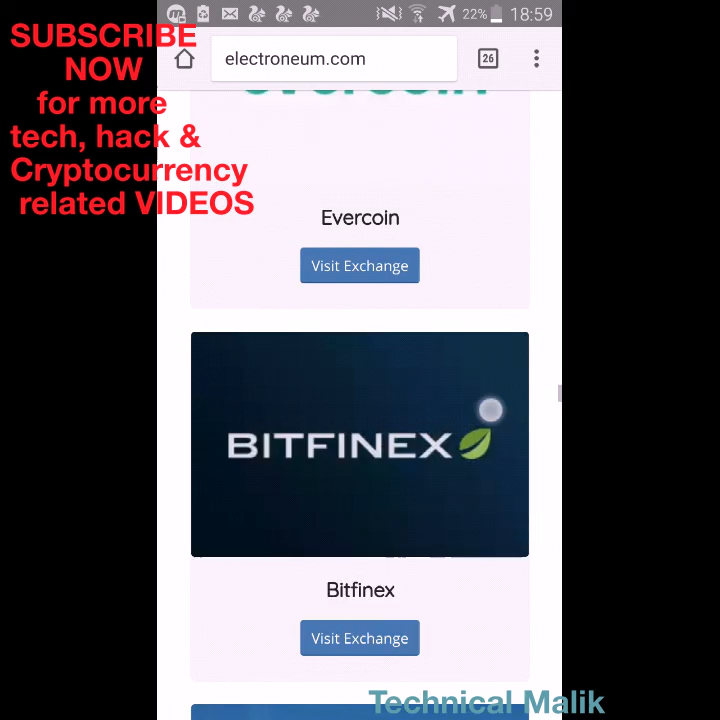 22% 18:59
SUBSCRIBE
NOW
for more
tech, hack &
Cryptocurrency
related VIDEOS
electroneum.com
26
evercoin
Evercoin
Visit Exchange
BITFINEX
Bitfinex
Visit Exchange
Technical Malik